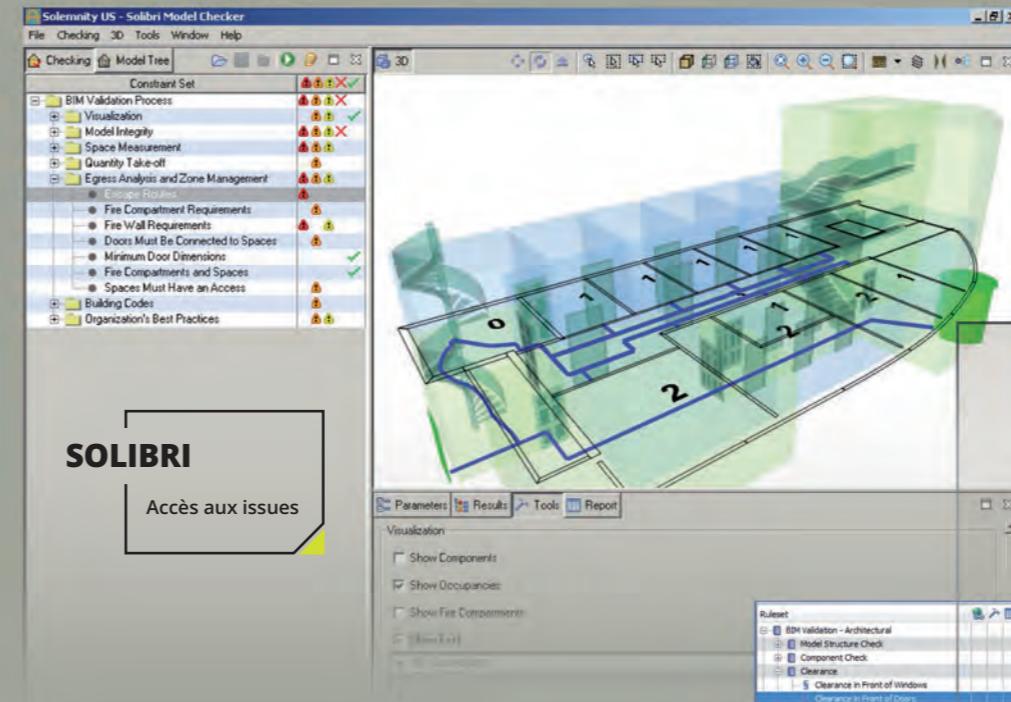 Solemnity US - Solibri Model Checker
File Checking 3D Tools Window Help
Checking Model Tree
Constraint Set
BIM Validation Process
Visualization
Model Integrity
Space Measurement
Quantity Take-off
Egress Analysis and Zone Management
Escape Routes
Fire Compartment Requirements
Fire Wall Requirements
Doors Must Be Connected to Spaces
Minimum Door Dimensions
Fire Compartments and Spaces
Spaces Must Have an Access
Building Codes
Organization's Best Practices
3D
0
1
1
1
1
1
1
2
2
2
SOLIBRI
Accès aux issues
Parameters Results Tools Report
Visualization
Show Components
Show Occupancies
Show Fire Compartments
Ruleset
BIM Validation - Architectural
Model Structure Check
Component Check
Clearance
Clearance in Front of Windows
Clearance in Front of Doors